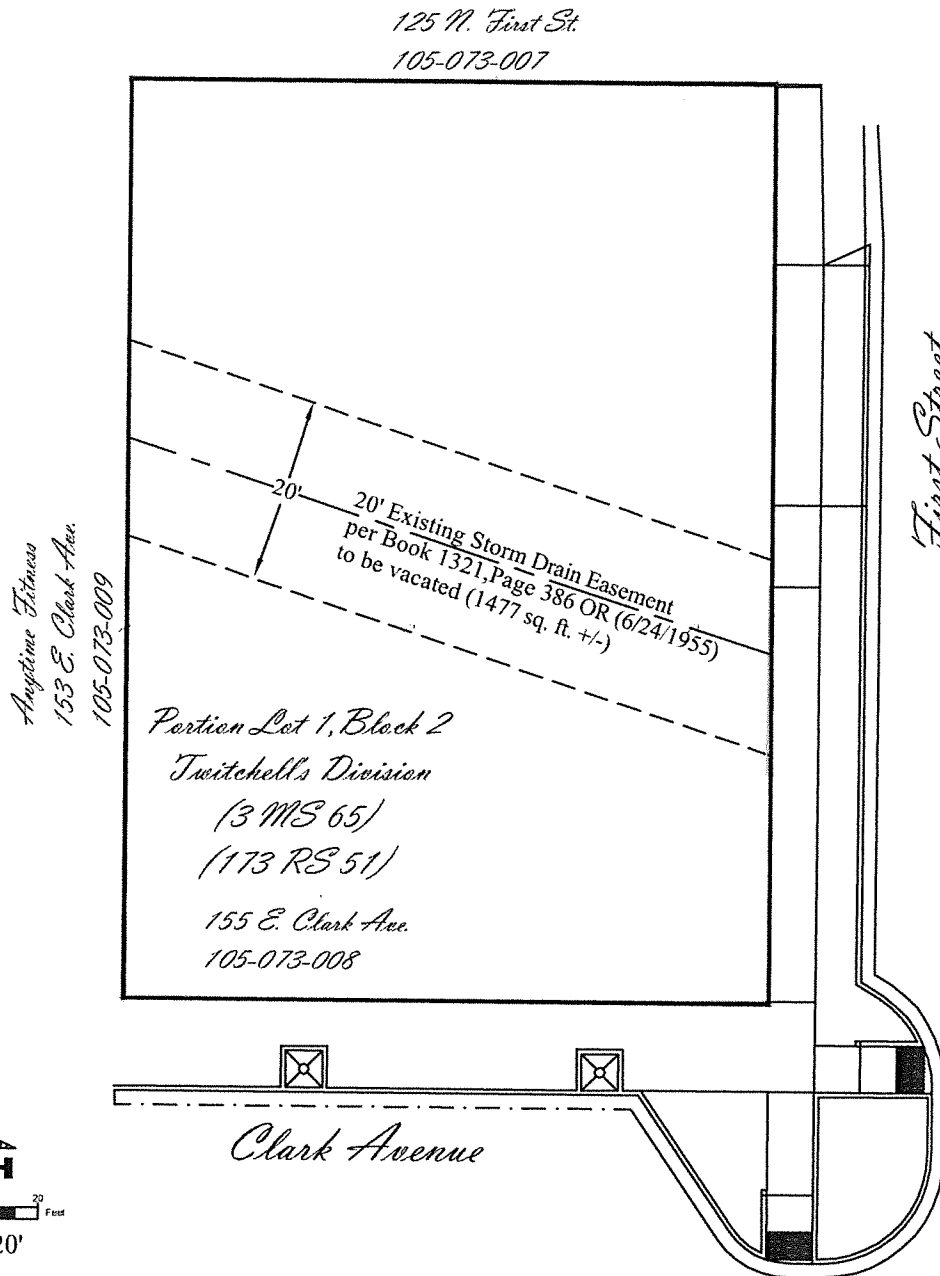 125 N. First St.
105-073-007
First Street
20'
20' Existing Storm Drain Easement
per Book 1321, Page 386 OR (6/24/1955)
to be vacated (1477 sq. ft. +/-)
Anytime Fitness
153 E. Clark Ave.
105-073-009
Portion Lot 1, Block 2
Twitchell's Division
(3 MS 65)
(173 RS 51)
155 E. Clark Ave.
105-073-008
Clark Avenue
20
Feet
20'